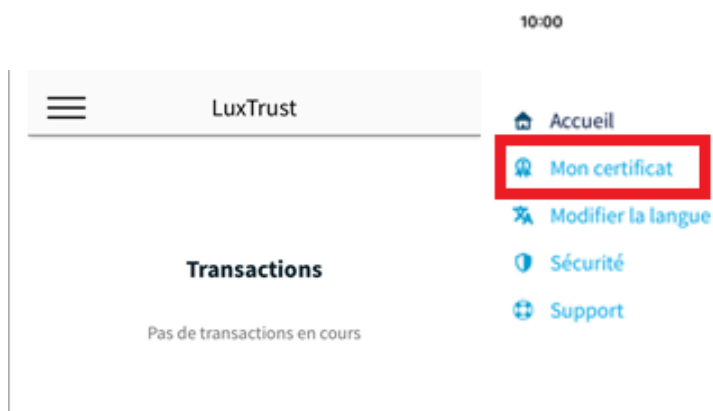 10:00
LuxTrust
Accueil
Mon certificat
Modifier la langue
Sécurité
Support
Transactions
Pas de transactions en cours